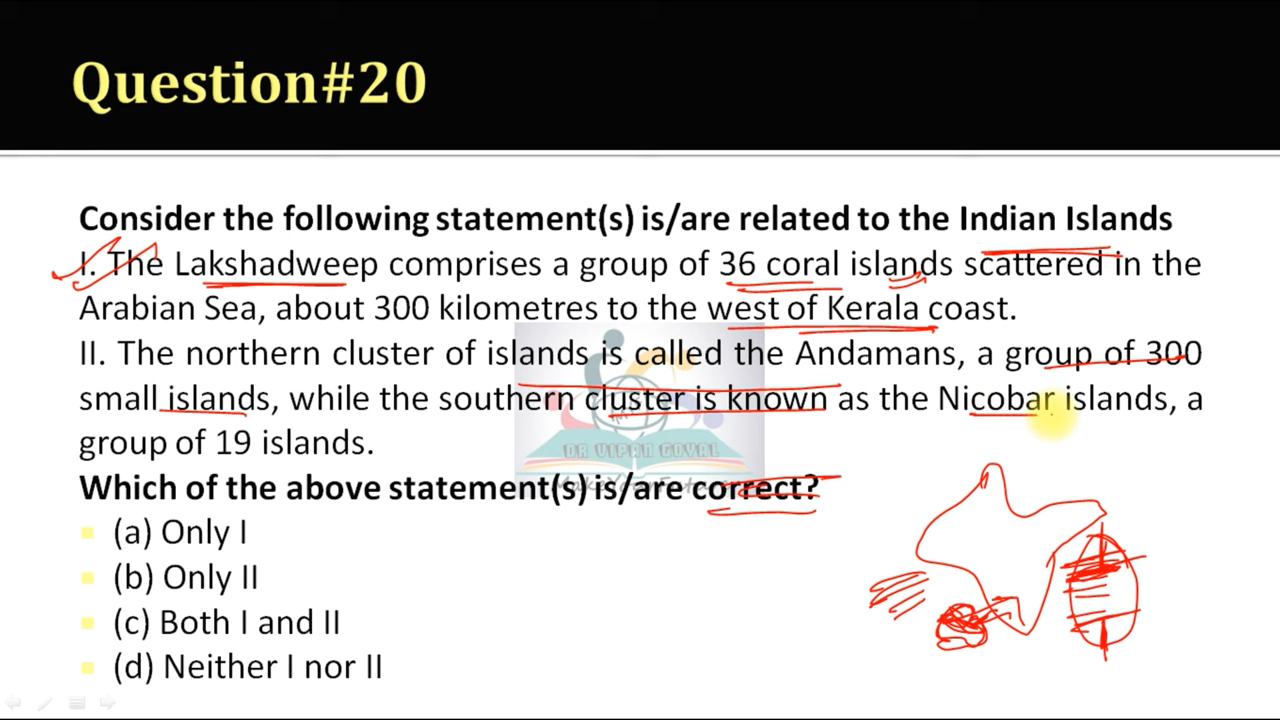 Question#20
Consider the following statement(s) is/are related to the Indian Islands
I. The Lakshadweep comprises a group of 36 coral islands scattered in the
Arabian Sea, about 300 kilometres to the west of Kerala coast.
II. The northern cluster of islands is called the Andamans, a group of 300
small islands, while the southern cluster is known as the Nicobar islands, a
group of 19 islands.
DR VIPAN GOYAL
Which of the above statement(s) is/are correct?
(a) Only I
(b) Only II
(c) Both I and II
(d) Neither I nor II